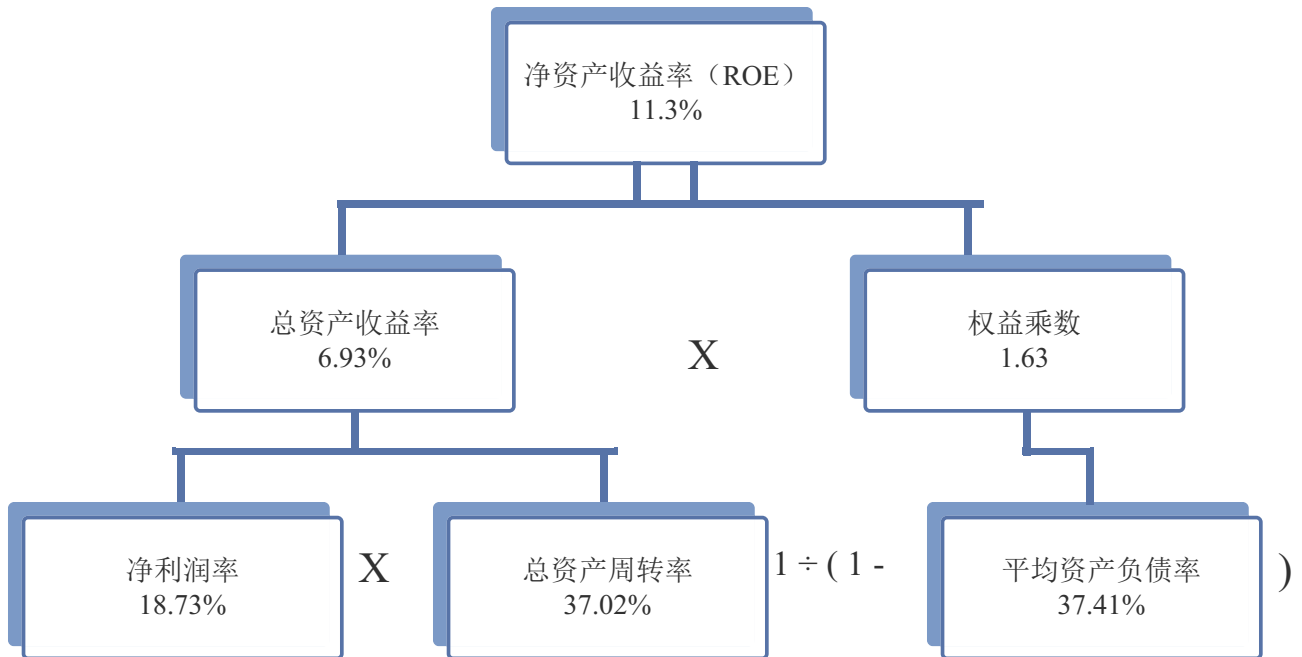 净资产收益率（ROE）
11.3%
总资产收益率
6.93%
X
权益乘数
1.63
净利润率
18.73%
X
总资产周转率
37.02%
1 ÷ ( 1 -
平均资产负债率
37.41%
)